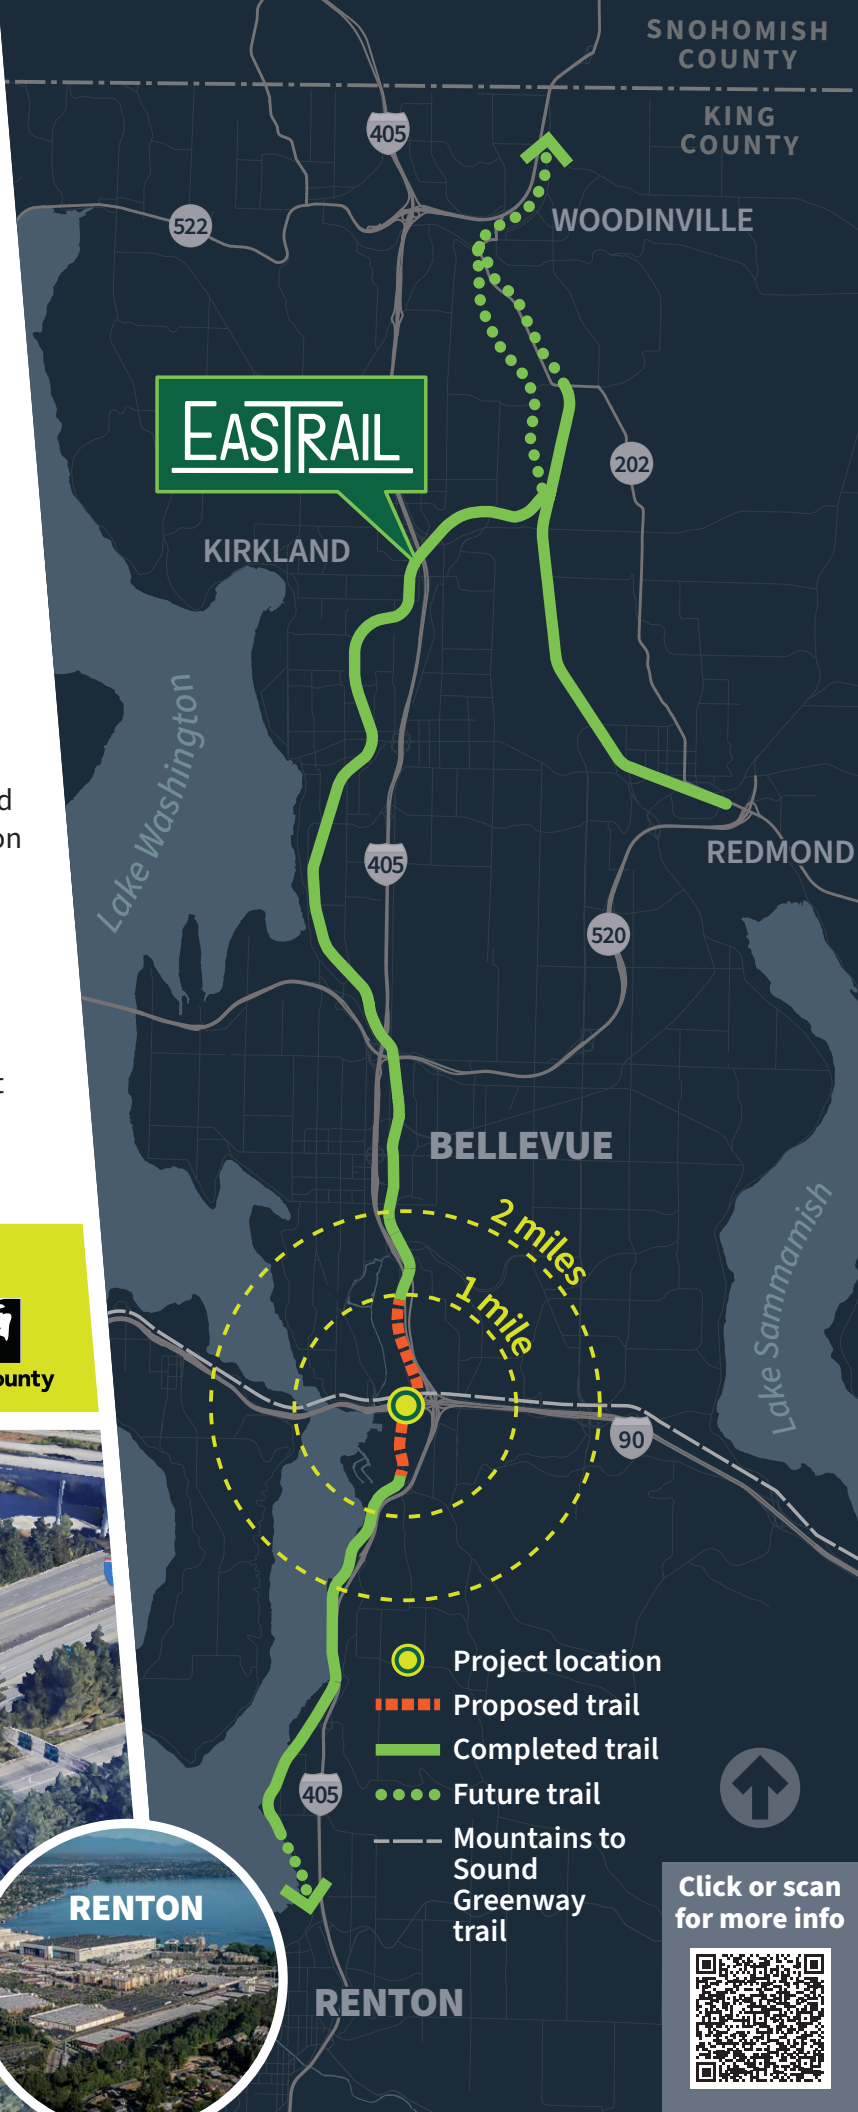 SNOHOMISH
COUNTY
KING
COUNTY
405
522
WOODINVILLE
EASTRAIL
202
KIRKLAND
Lake Washington
d
on
405
REDMOND
520
t
BELLEVUE
2 miles
1 mile
Lake Sammamish
ounty
90
Project location
Proposed trail
Completed trail
405
Future trail
Mountains to
Sound
Greenway
trail
Click or scan
for more info
RENTON
RENTON